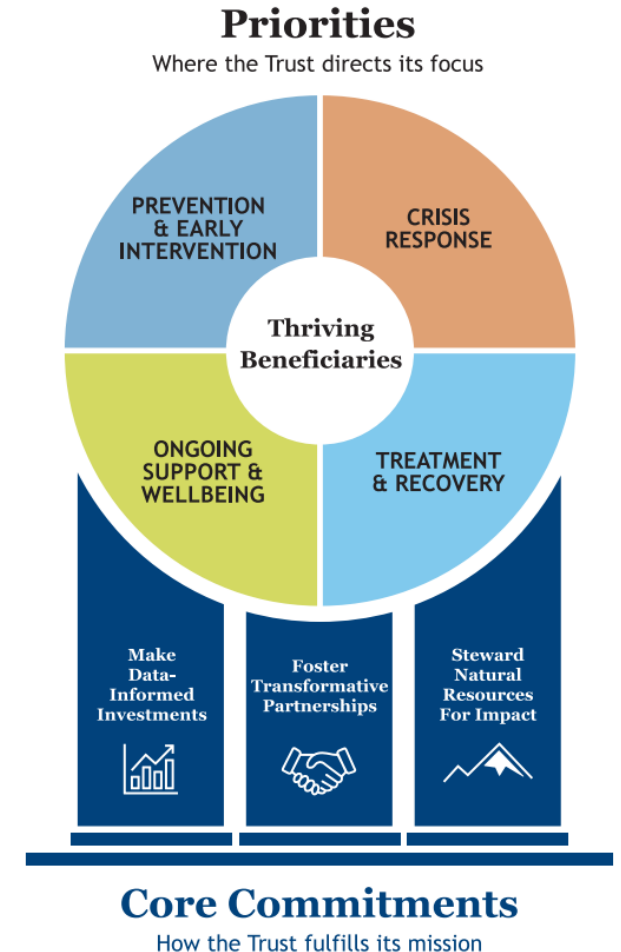 Priorities
Where the Trust directs its focus
PREVENTION
& EARLY
INTERVENTION
CRISIS
RESPONSE
Thriving
Beneficiaries
ONGOING
SUPPORT &
WELLBEING
TREATMENT
& RECOVERY
Make
Data-
Informed
Investments
Foster
Transformative
Partnerships
Steward
Natural
Resources
For Impact
Core Commitments
How the Trust fulfills its mission